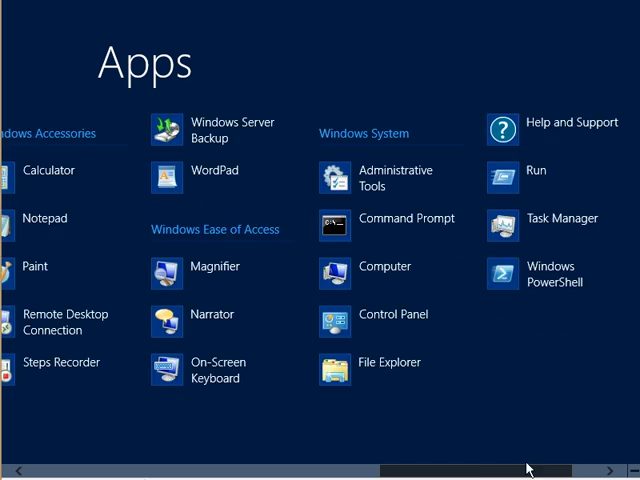 Apps
ndows Accessories
Calculator
Notepad
Paint
Remote Desktop
Connection
Steps Recorder
Windows Server
Backup
WordPad
Windows Ease of Access
Magnifier
Narrator
On-Screen
Keyboard
Windows System
Administrative
Tools
Command Prompt
Computer
Control Panel
File Explorer
Help and Support
Run
Task Manager
Windows
PowerShell